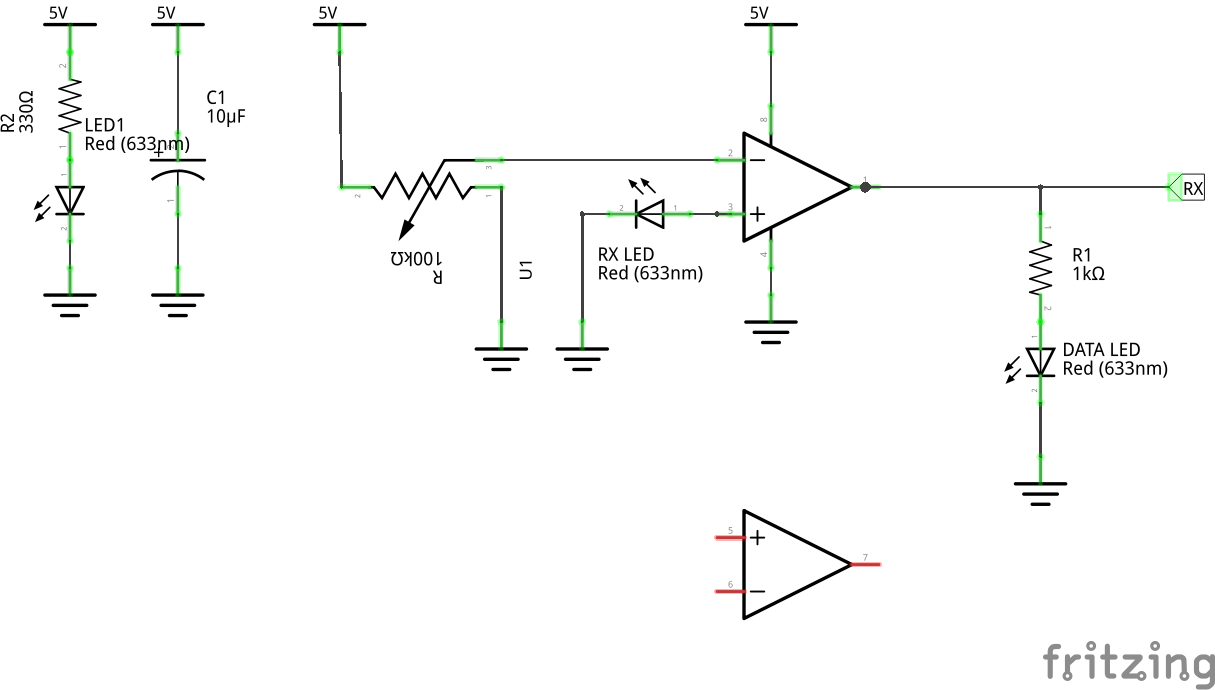 5V
5V
5V
5V
2
R2
330Ω
1
LED1
Red (633nm)
1
2
C1
10µF
+
1
2
3
1
R
100kΩ
U1
2
1
RX LED
Red (633nm)
8
2
−
3
+
4
1
RX
1
R1
1kΩ
2
1
DATA LED
Red (633nm)
2
5
+
6
−
7
fritzing